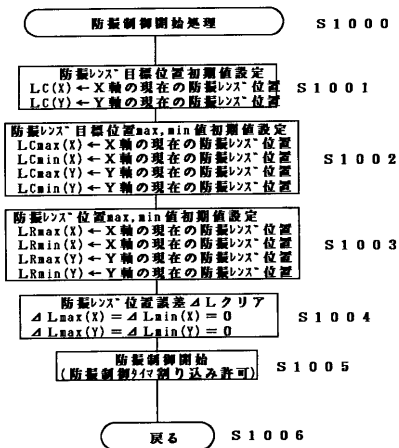 防振制御開始処理 S1000
防振レンズ目標位置初期値設定
LC(X)←X軸の現在の防振レンズ位置 S1001
LC(Y)←Y軸の現在の防振レンズ位置
防振レンズ目標位置max,min値初期値設定
LCmax(X)←X軸の現在の防振レンズ位置
LCmin(X)←X軸の現在の防振レンズ位置 S1002
LCmax(Y)←Y軸の現在の防振レンズ位置
LCmin(Y)←Y軸の現在の防振レンズ位置
防振レンズ位置max,min値初期値設定
LRmax(X)←X軸の現在の防振レンズ位置
LRmin(X)←X軸の現在の防振レンズ位置 S1003
LRmax(Y)←Y軸の現在の防振レンズ位置
LRmin(Y)←Y軸の現在の防振レンズ位置
防振レンズ位置誤差⊿Lクリア
⊿Lmax(X)=⊿Lmin(X)=0 S1004
⊿Lmax(Y)=⊿Lmin(Y)=0
防振制御開始 S1005
(防振制御タイマ割り込み許可)
戻る S1006